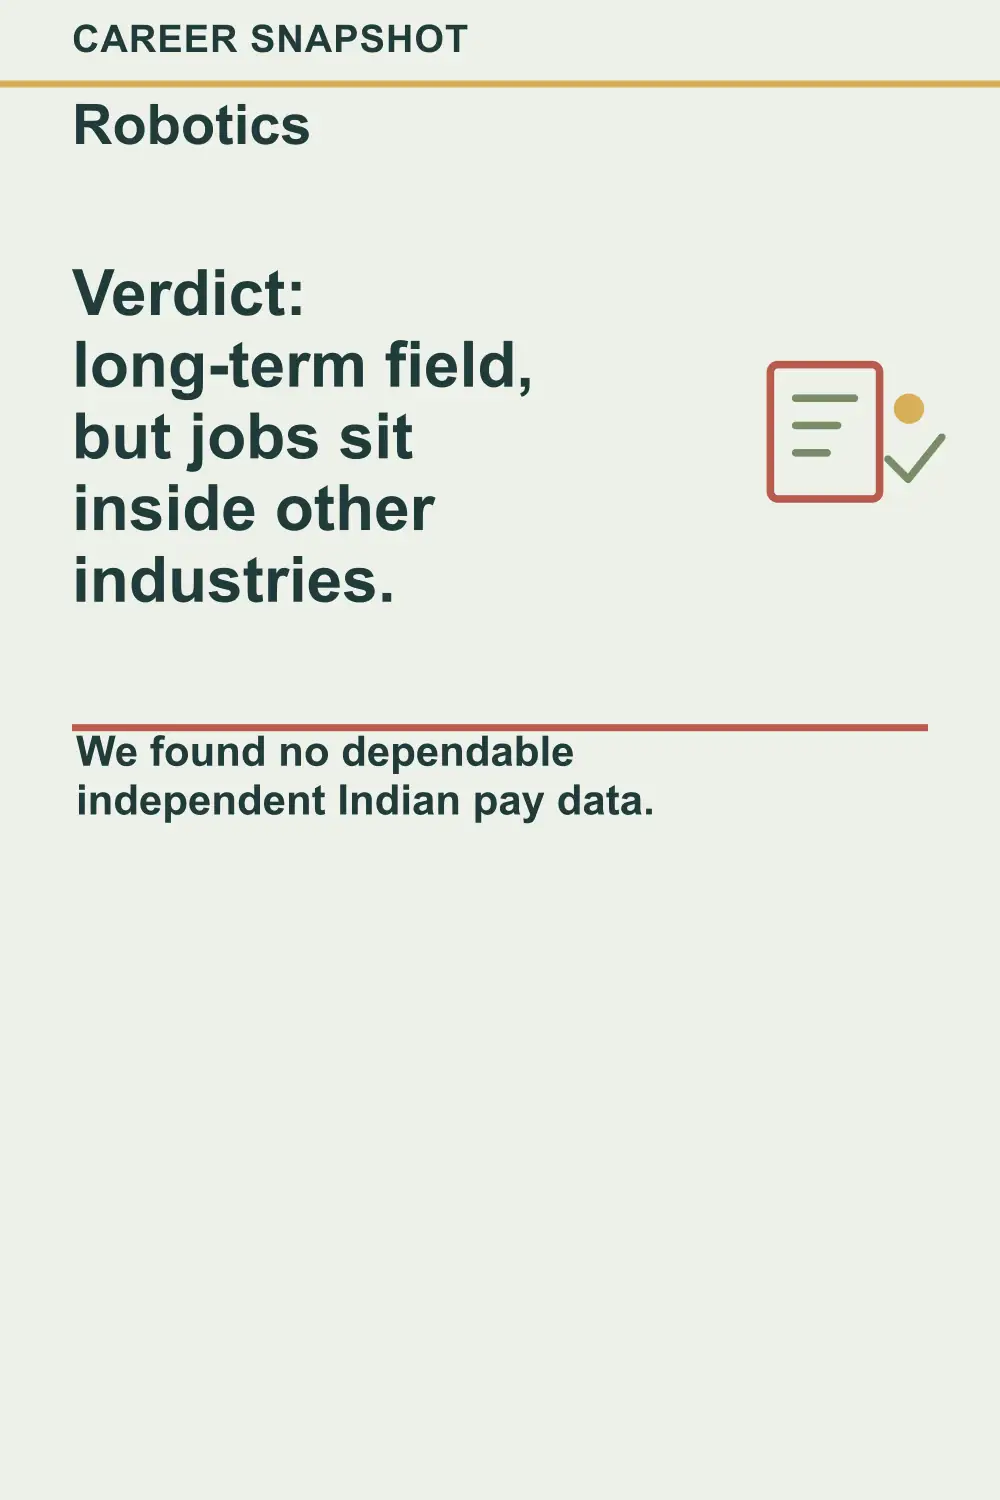 CAREER SNAPSHOT
Robotics
Verdict:
long-term field,
but jobs sit
inside other
industries.
We found no dependable
independent Indian pay data.